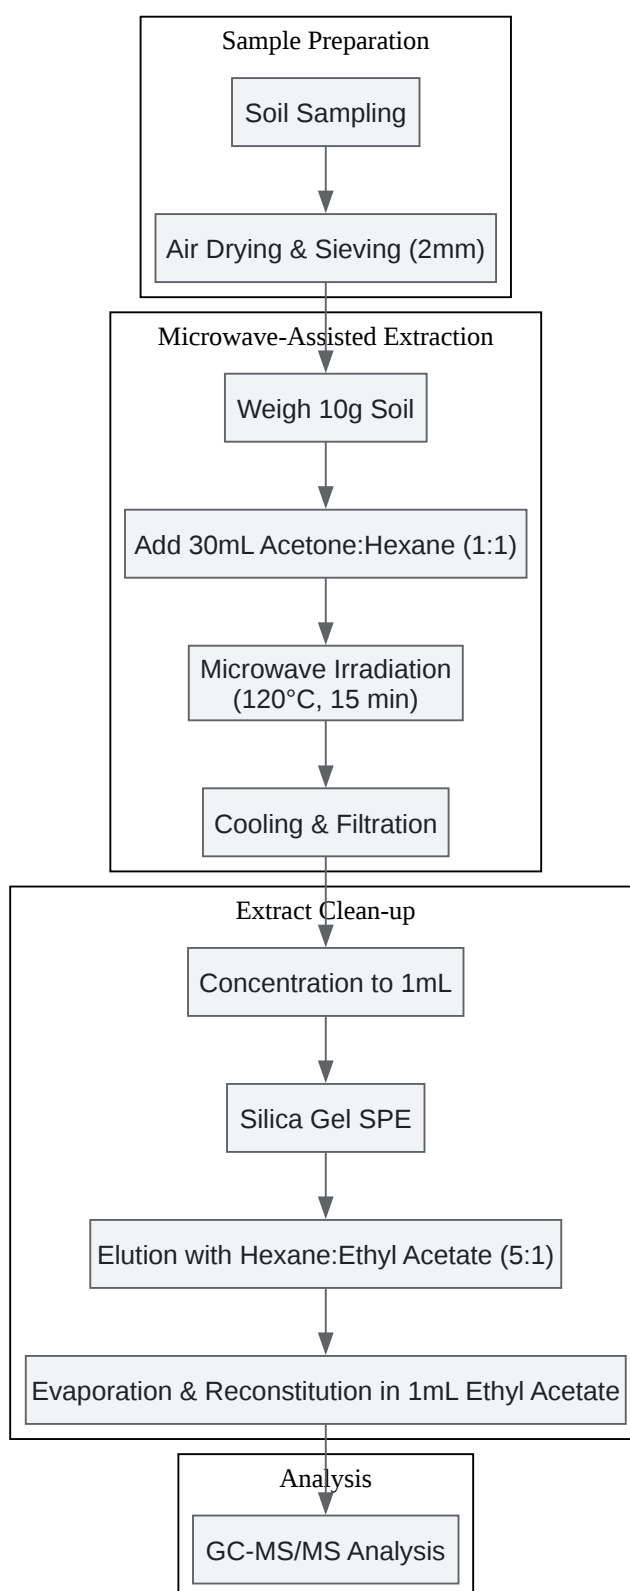 Sample Preparation
Soil Sampling
Air Drying & Sieving (2mm)
Microwave-Assisted Extraction
Weigh 10g Soil
Add 30mL Acetone:Hexane (1:1)
Microwave Irradiation
(120°C, 15 min)
Cooling & Filtration
Extract Clean-up
Concentration to 1mL
Silica Gel SPE
Elution with Hexane:Ethyl Acetate (5:1)
Evaporation & Reconstitution in 1mL Ethyl Acetate
Analysis
GC-MS/MS Analysis